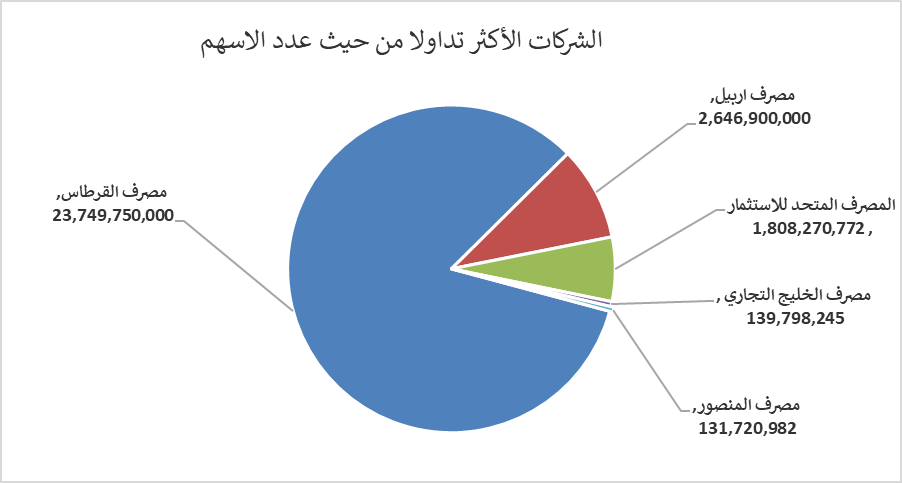 الشركات الأكثر تداولا من حيث عدد الاسهم
مصرف اربيل,
2,646,900,000
مصرف القرطاس,
23,749,750,000
المصرف المتحد للاستثمار
1,808,270,772 ,
مصرف الخليج التجاري ,
139,798,245
مصرف المنصور,
131,720,982